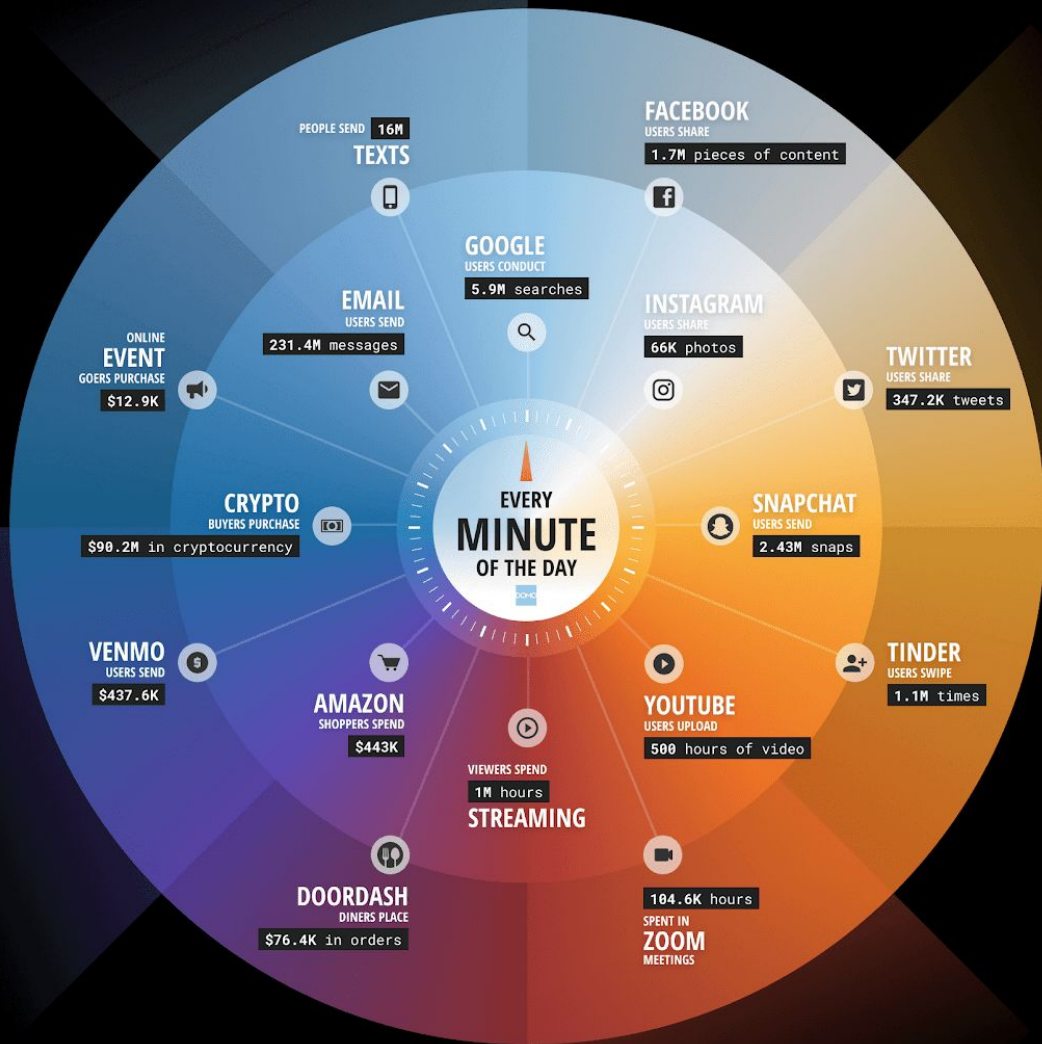 PEOPLE SEND 16M
TEXTS
FACEBOOK
USERS SHARE
1.7M pieces of content
GOOGLE
USERS CONDUCT
5.9M searches
EMAIL
USERS SEND
231.4M messages
INSTAGRAM
USERS SHARE
66K photos
ONLINE
EVENT
GOERS PURCHASE
$12.9K
TWITTER
USERS SHARE
347.2K tweets
EVERY
MINUTE
OF THE DAY
DOMO
CRYPTO
BUYERS PURCHASE
$90.2M in cryptocurrency
SNAPCHAT
USERS SEND
2.43M snaps
VENMO
USERS SEND
$437.6K
AMAZON
SHOPPERS SPEND
$443K
YOUTUBE
USERS UPLOAD
500 hours of video
TINDER
USERS SWIPE
1.1M times
VIEWERS SPEND
1M hours
STREAMING
DOORDASH
DINERS PLACE
$76.4K in orders
104.6K hours
SPENT IN
ZOOM
MEETINGS